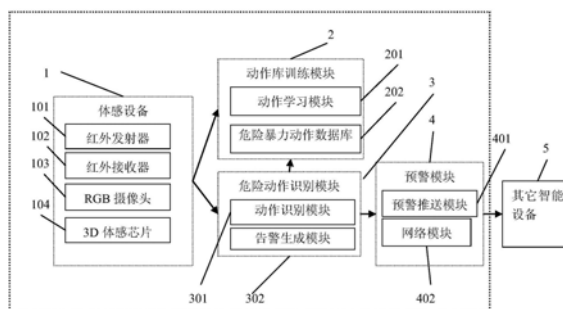 1
体感设备
101
红外发射器
102
红外接收器
103
RGB 摄像头
104
3D 体感芯片
2
动作库训练模块
201
动作学习模块
202
危险暴力动作数据库
3
危险动作识别模块
动作识别模块
告警生成模块
301
302
4
预警模块
401
预警推送模块
网络模块
402
5
其它智能
设备